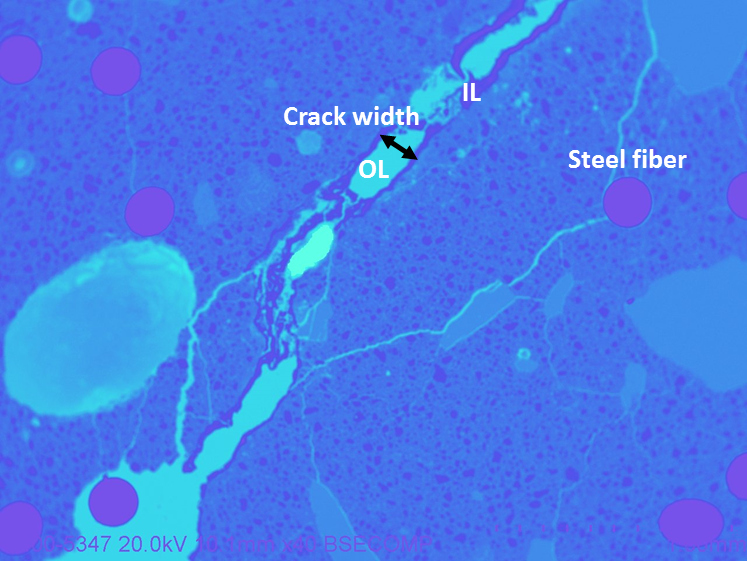 IL
Crack width
Steel fiber
OL
20.0kV